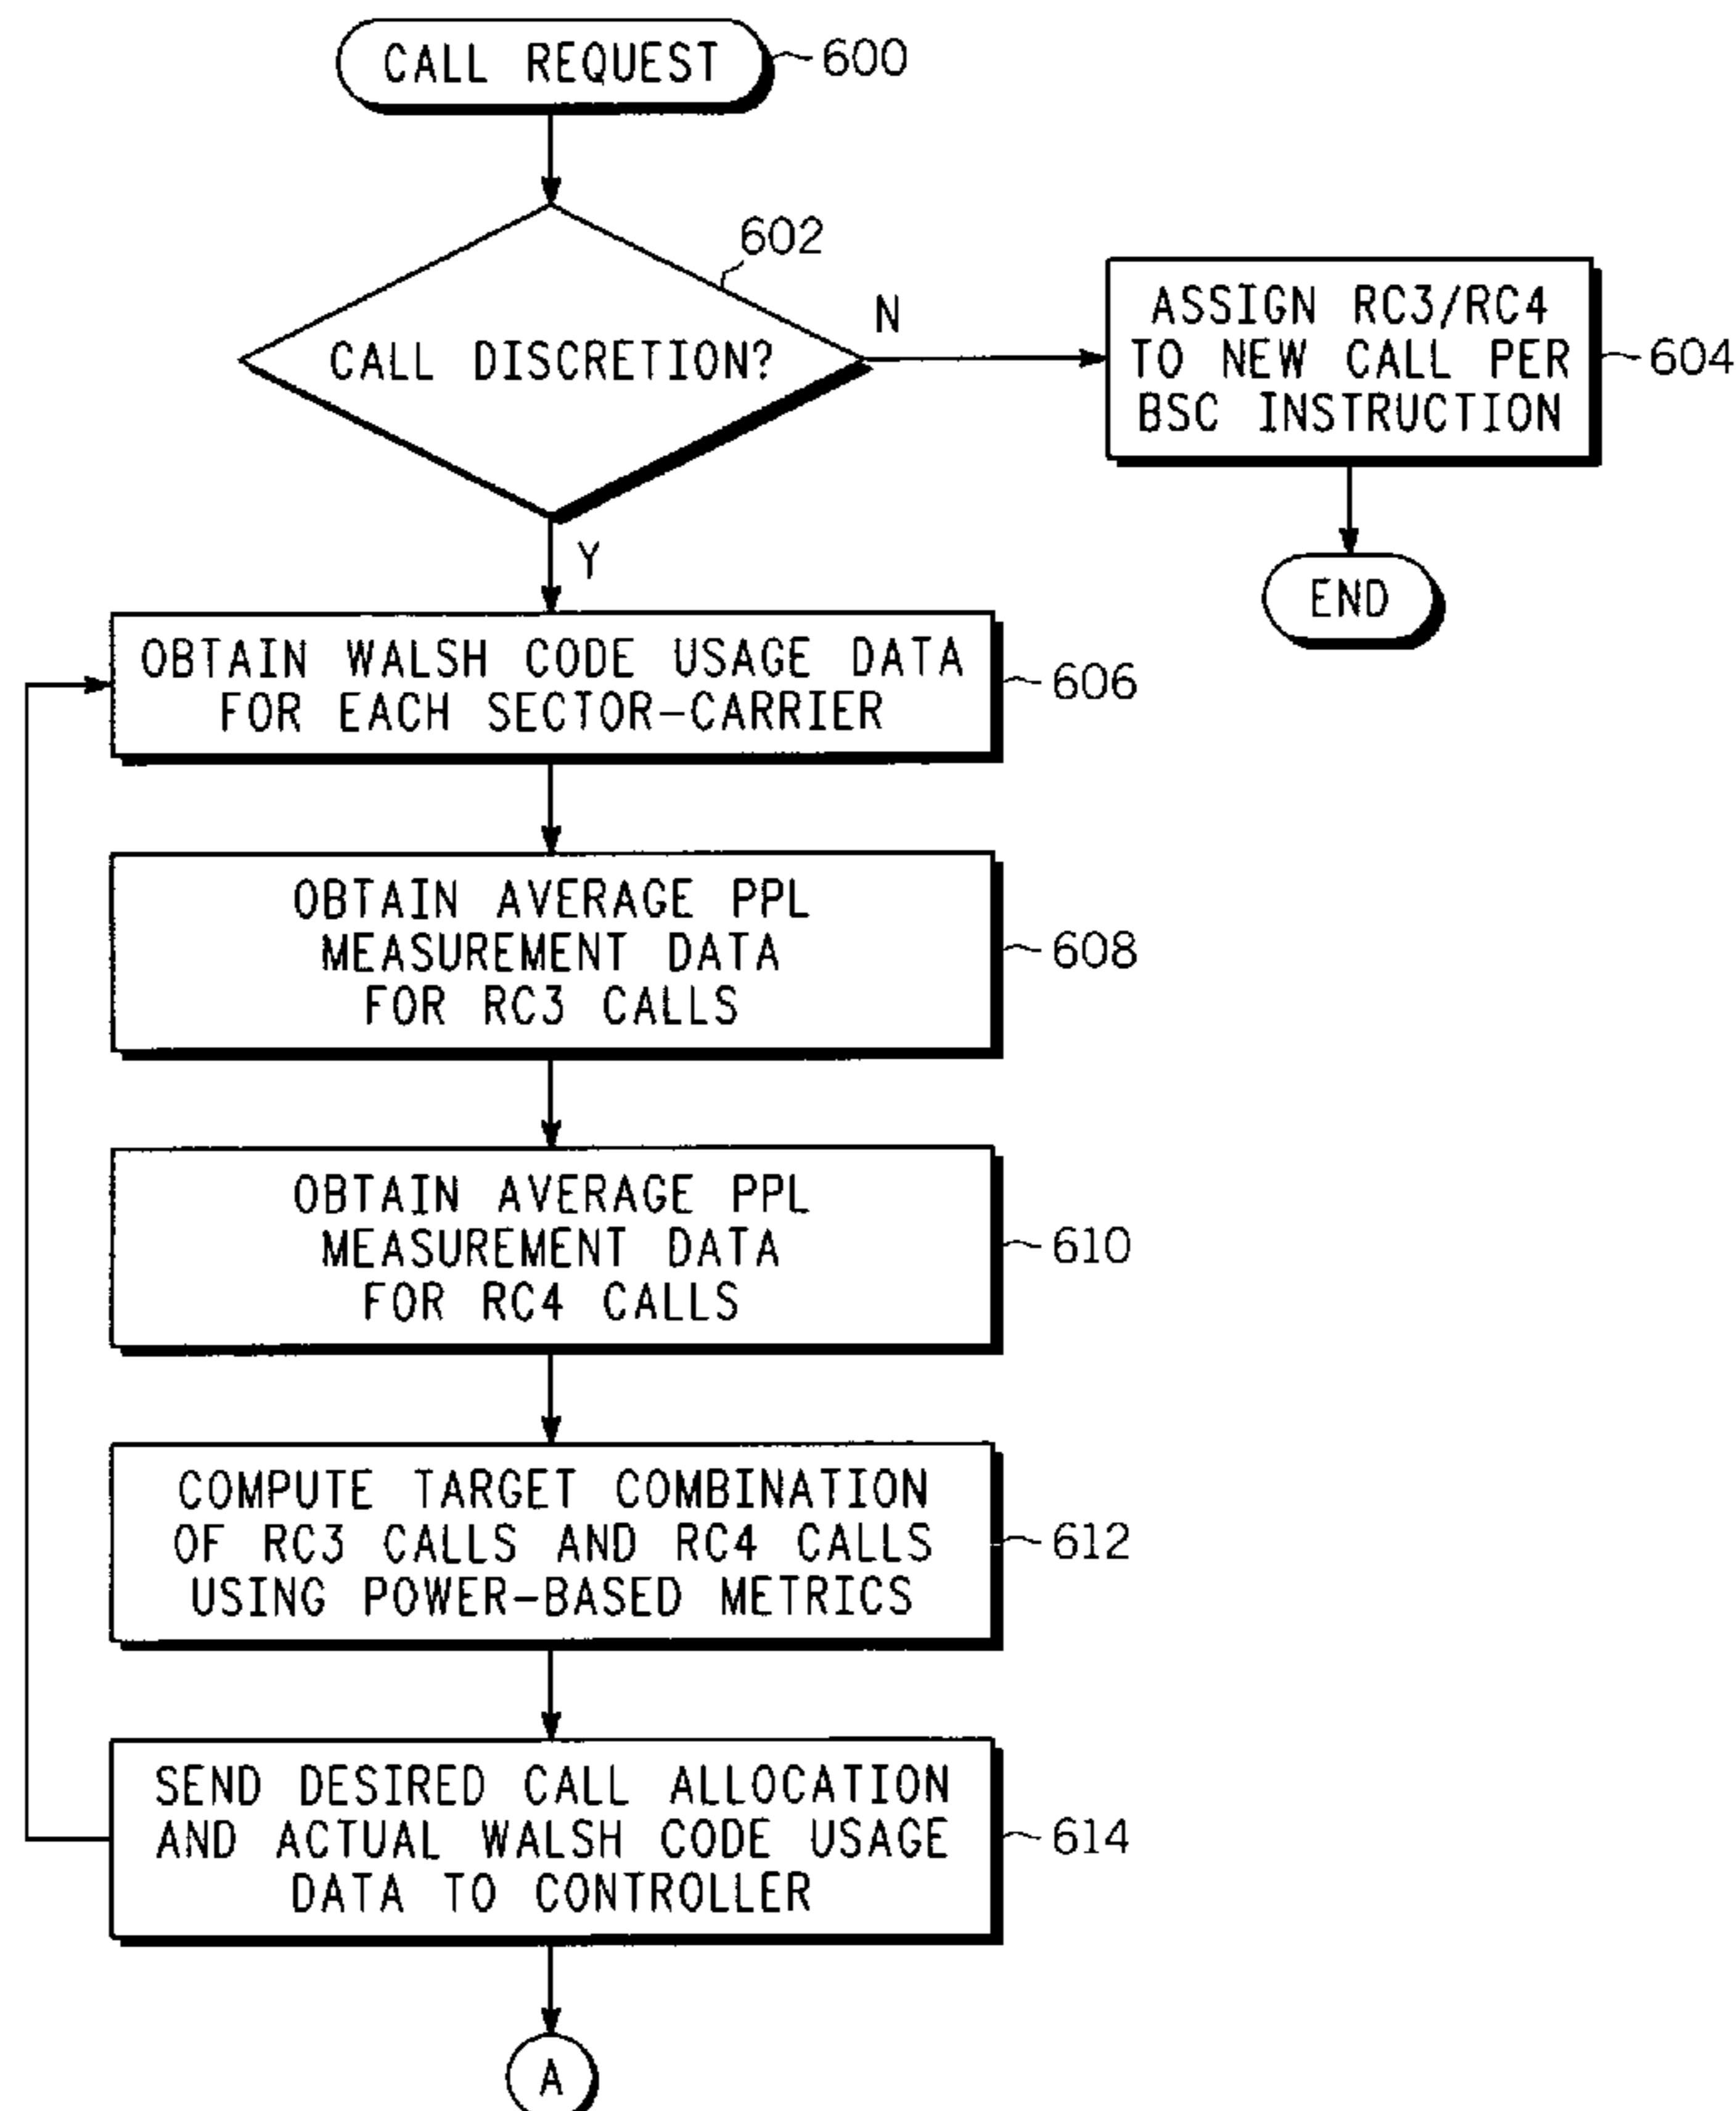 CALL REQUEST
600
602
CALL DISCRETION?
N
ASSIGN RC3/RC4
TO NEW CALL PER
BSC INSTRUCTION
604
END
Y
OBTAIN WALSH CODE USAGE DATA
FOR EACH SECTOR-CARRIER
606
OBTAIN AVERAGE PPL
MEASUREMENT DATA
FOR RC3 CALLS
608
OBTAIN AVERAGE PPL
MEASUREMENT DATA
FOR RC4 CALLS
610
COMPUTE TARGET COMBINATION
OF RC3 CALLS AND RC4 CALLS
USING POWER-BASED METRICS
612
SEND DESIRED CALL ALLOCATION
AND ACTUAL WALSH CODE USAGE
DATA TO CONTROLLER
614
A